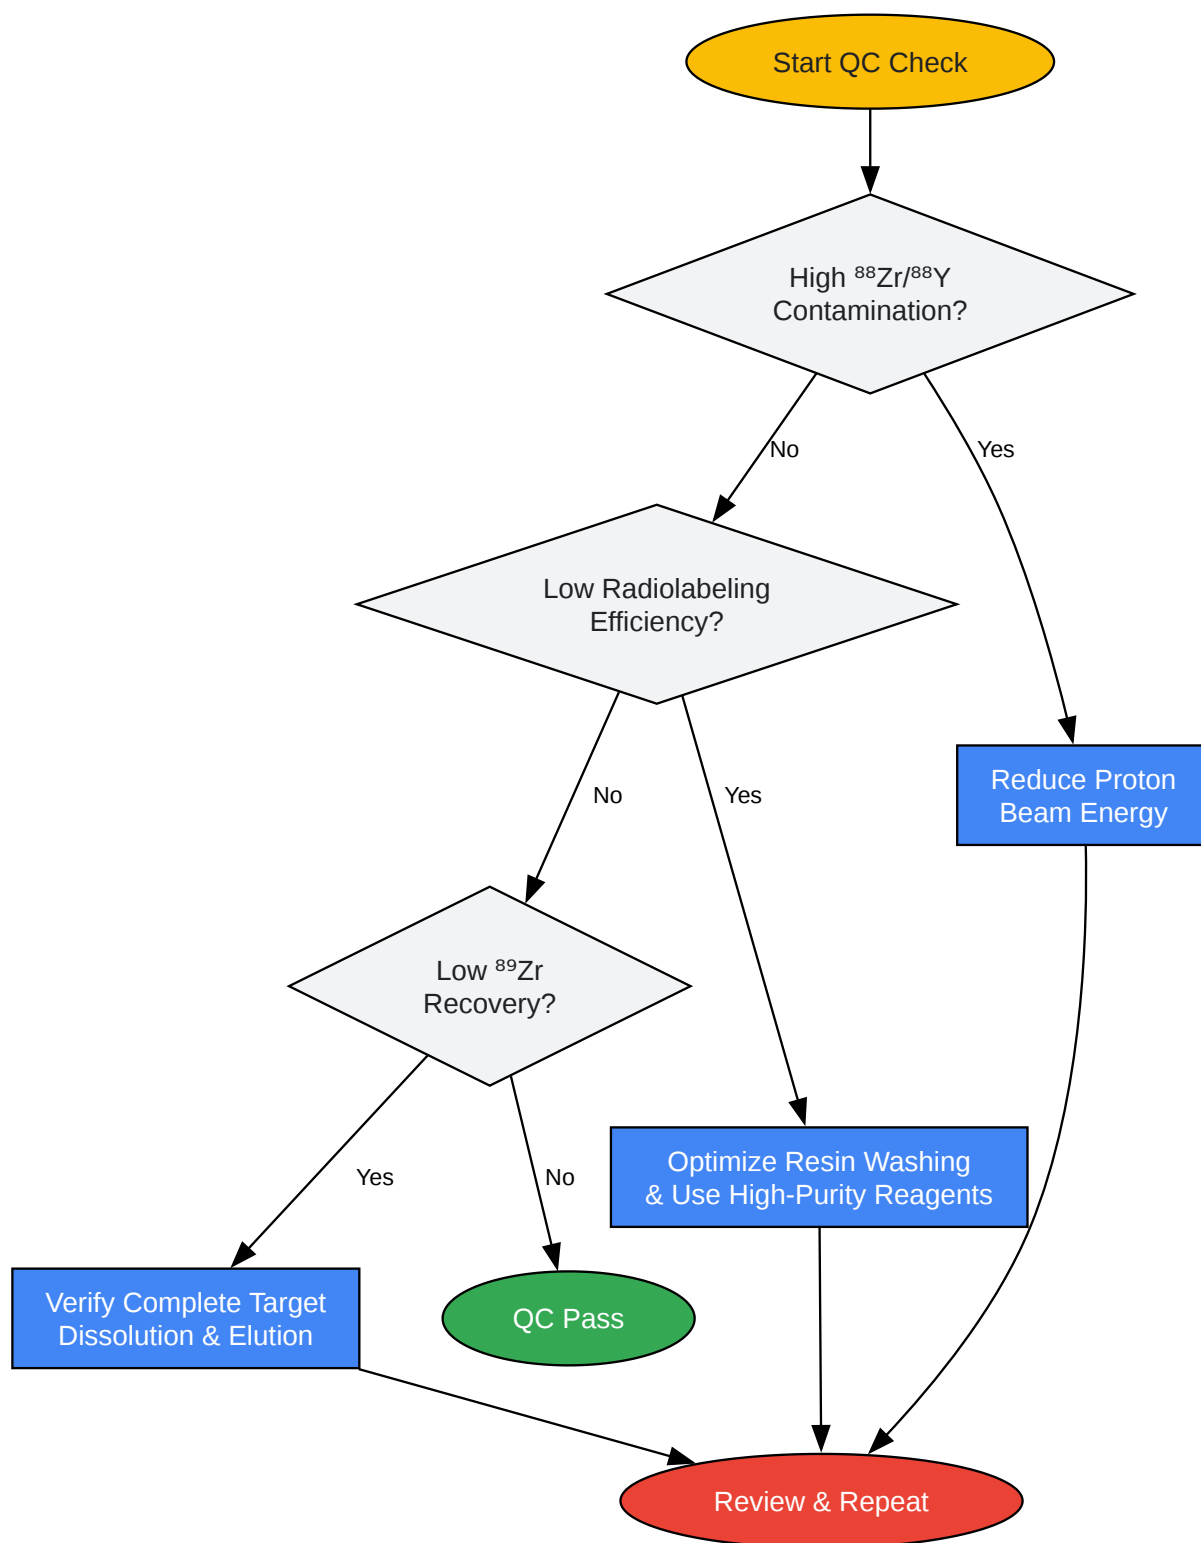 Start QC Check
High ⁸⁸Zr/⁸⁸Y
Contamination?
No
Yes
Low Radiolabeling
Efficiency?
No
Yes
Reduce Proton
Beam Energy
Low ⁸⁹Zr
Recovery?
Yes
No
Optimize Resin Washing
& Use High-Purity Reagents
Verify Complete Target
Dissolution & Elution
QC Pass
Review & Repeat